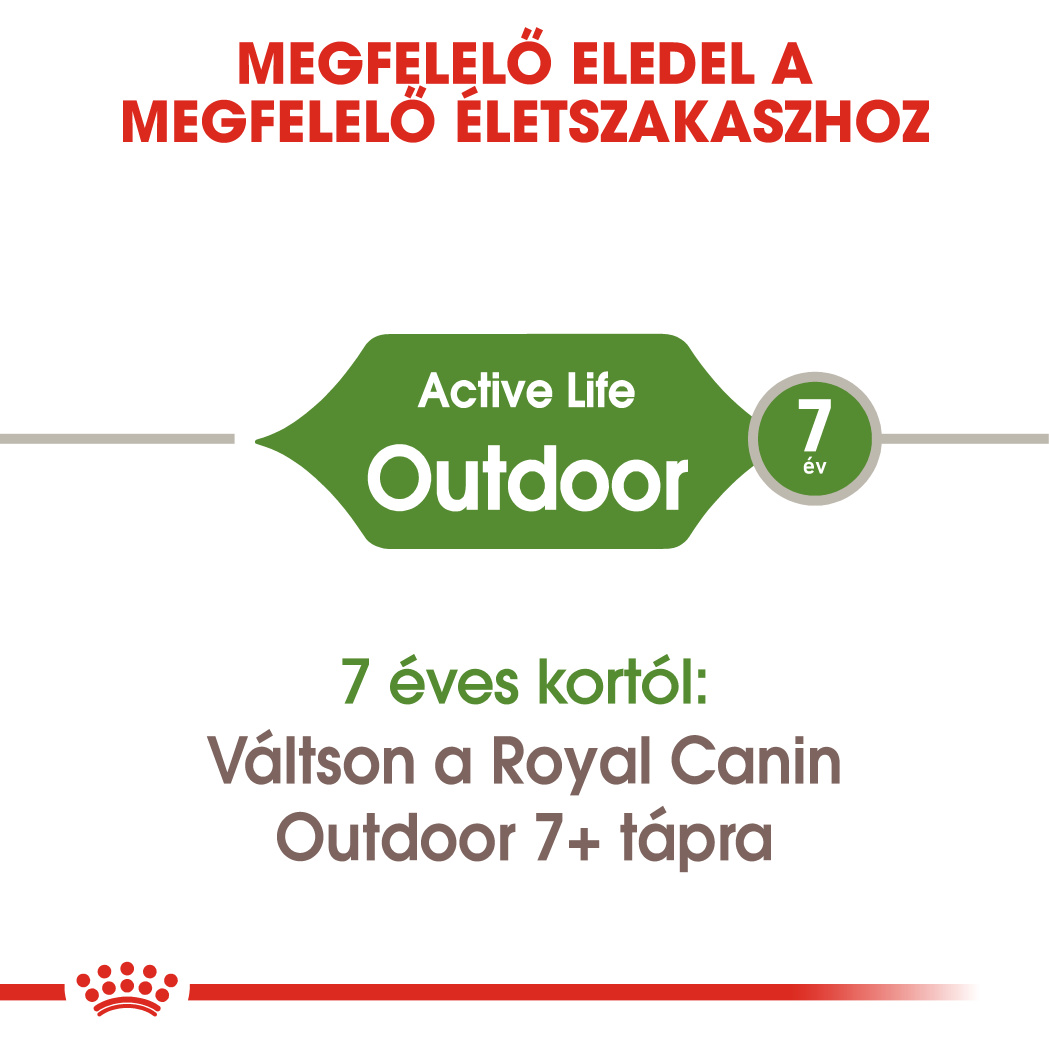 MEGFELELŐ ELEDEL A
MEGFELELŐ ÉLETSZAKASZHOZ
Active Life
Outdoor
7
év
7 éves kortól:
Váltson a Royal Canin
Outdoor 7+ tápra